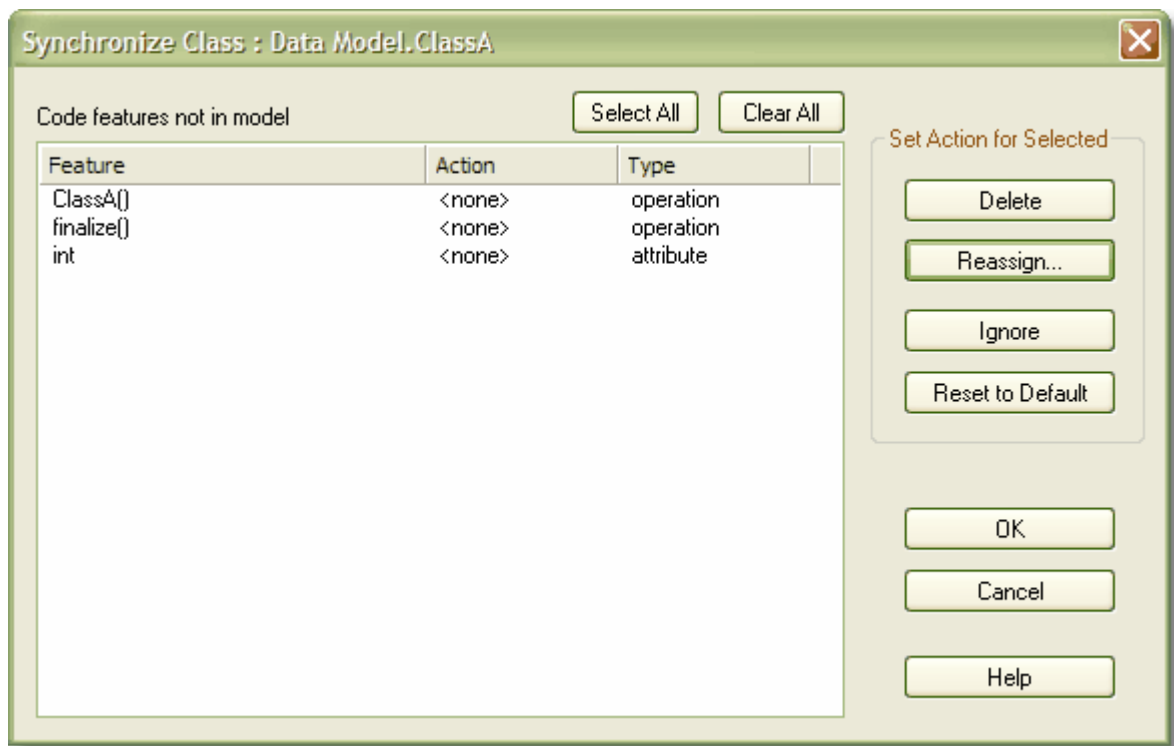 Synchronize Class : Data Model.ClassA
Code features not in model
Select All
Clear All
Feature Action Type
ClassA() <none> operation
finalize() <none> operation
int <none> attribute
Set Action for Selected
Delete
Reassign...
Ignore
Reset to Default
OK
Cancel
Help